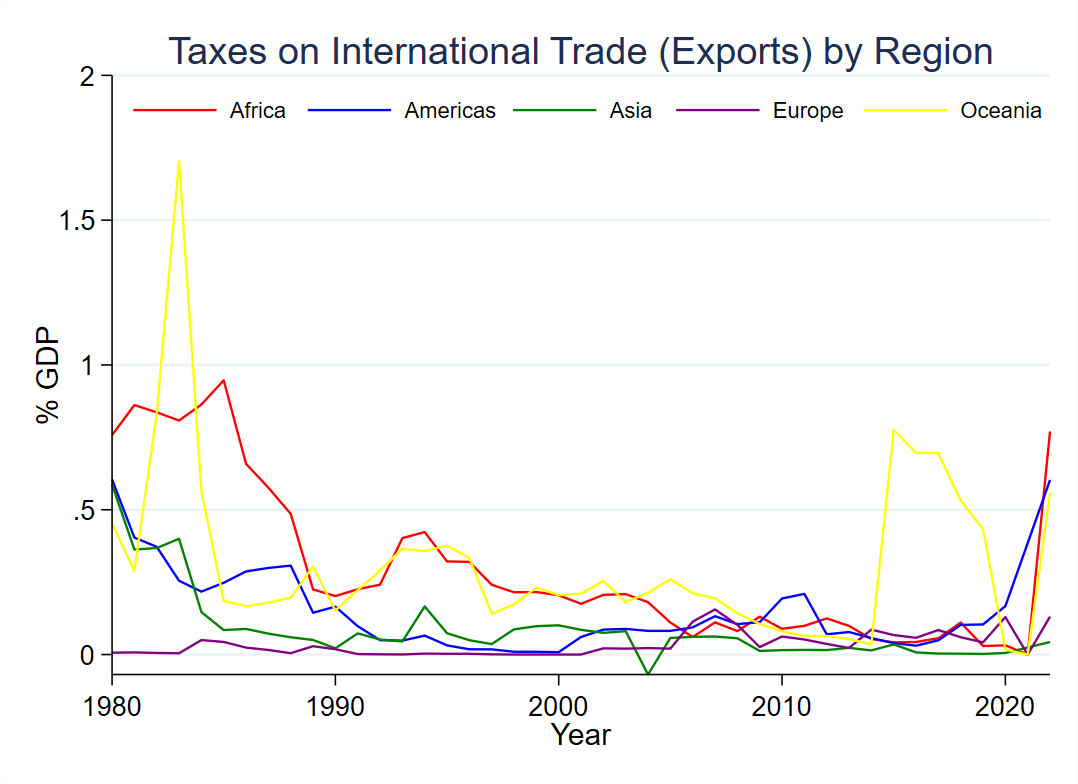 Taxes on International Trade (Exports) by Region
Africa Americas Asia Europe Oceania
2
1.5
1
.5
0
% GDP
1980 1990 2000 2010 2020
Year